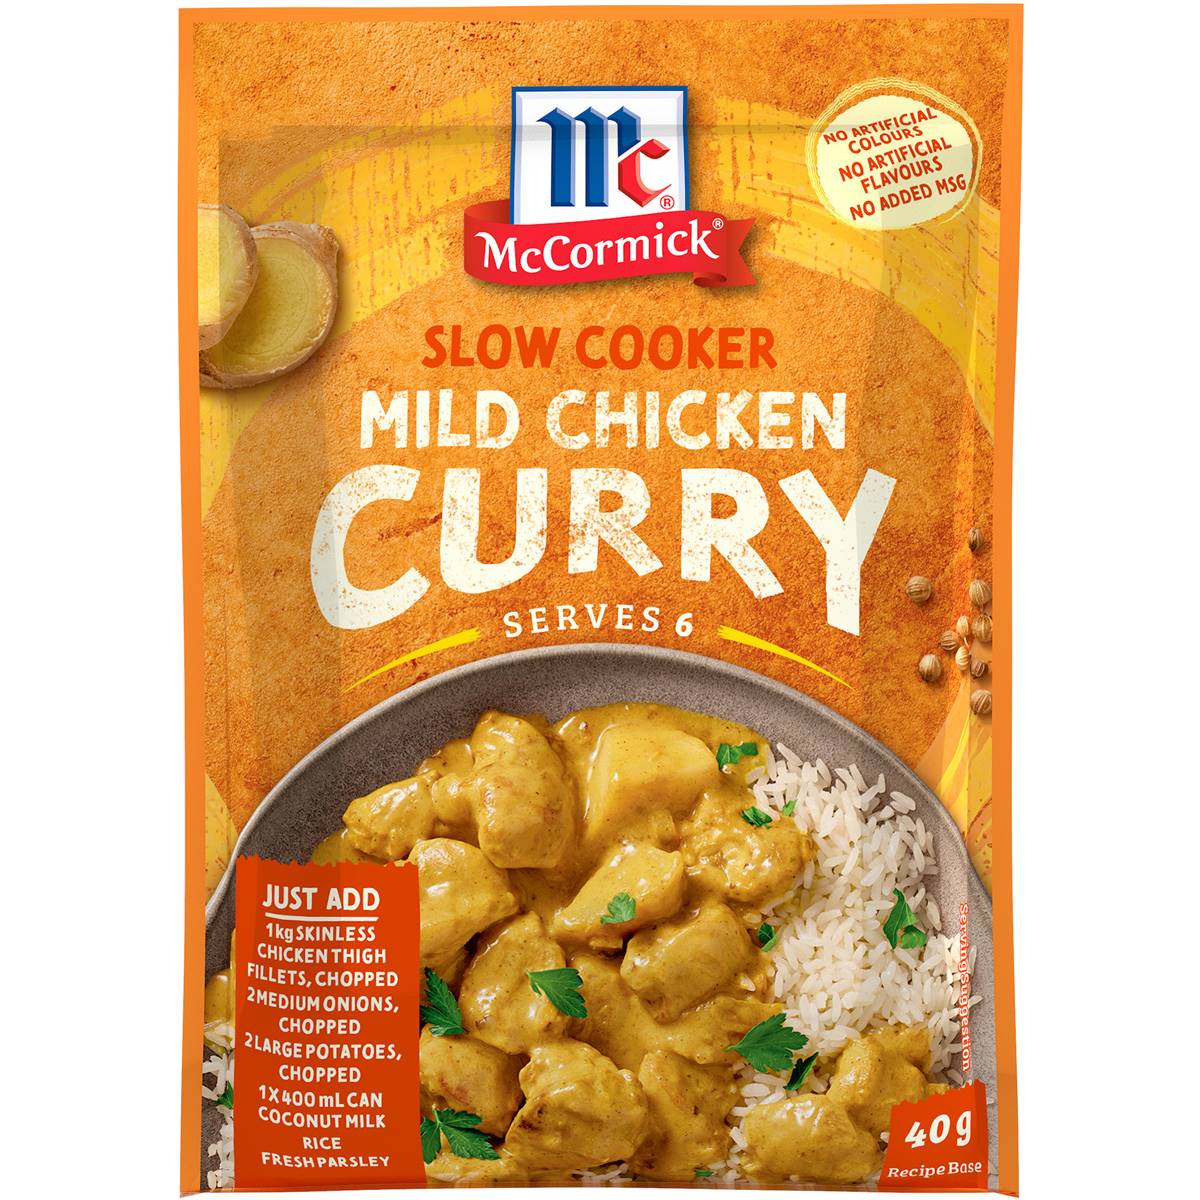 Mc®
McCormick®
NO ARTIFICIAL
COLOURS
NO ARTIFICIAL
FLAVOURS
NO ADDED MSG
SLOW COOKER
MILD CHICKEN
CURRY
SERVES 6
JUST ADD
1kg SKINLESS
CHICKEN THIGH
FILLETS, CHOPPED
2 MEDIUM ONIONS,
CHOPPED
2 LARGE POTATOES,
CHOPPED
1 X 400 mL CAN
COCONUT MILK
RICE
FRESH PARSLEY
Serving Suggestion
40g
Recipe Base